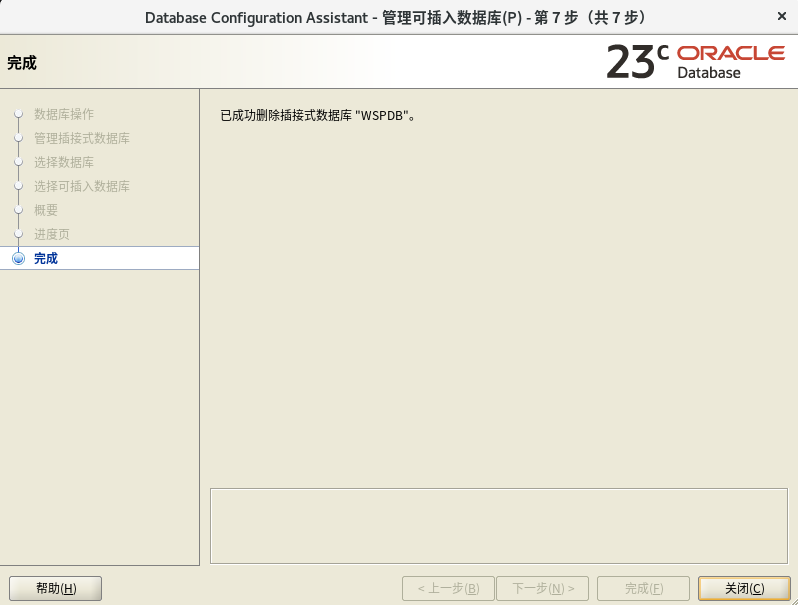 Database Configuration Assistant - 管理可插入数据库(P) - 第 7 步（共 7 步）
完成
23c ORACLE Database
数据库操作
管理插接式数据库
选择数据库
选择可插入数据库
概要
进度页
完成
已成功删除插接式数据库 "WSPDB"。
帮助(H)
< 上一步(B)
下一步(N) >
完成(F)
关闭(C)